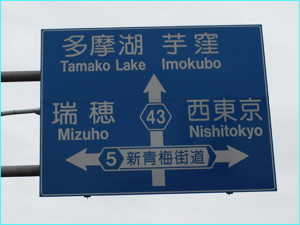 多摩湖 芋窪
Tamako Lake Imokubo
瑞穂 43 西東京
Mizuho Nishitokyo
5 新青梅街道